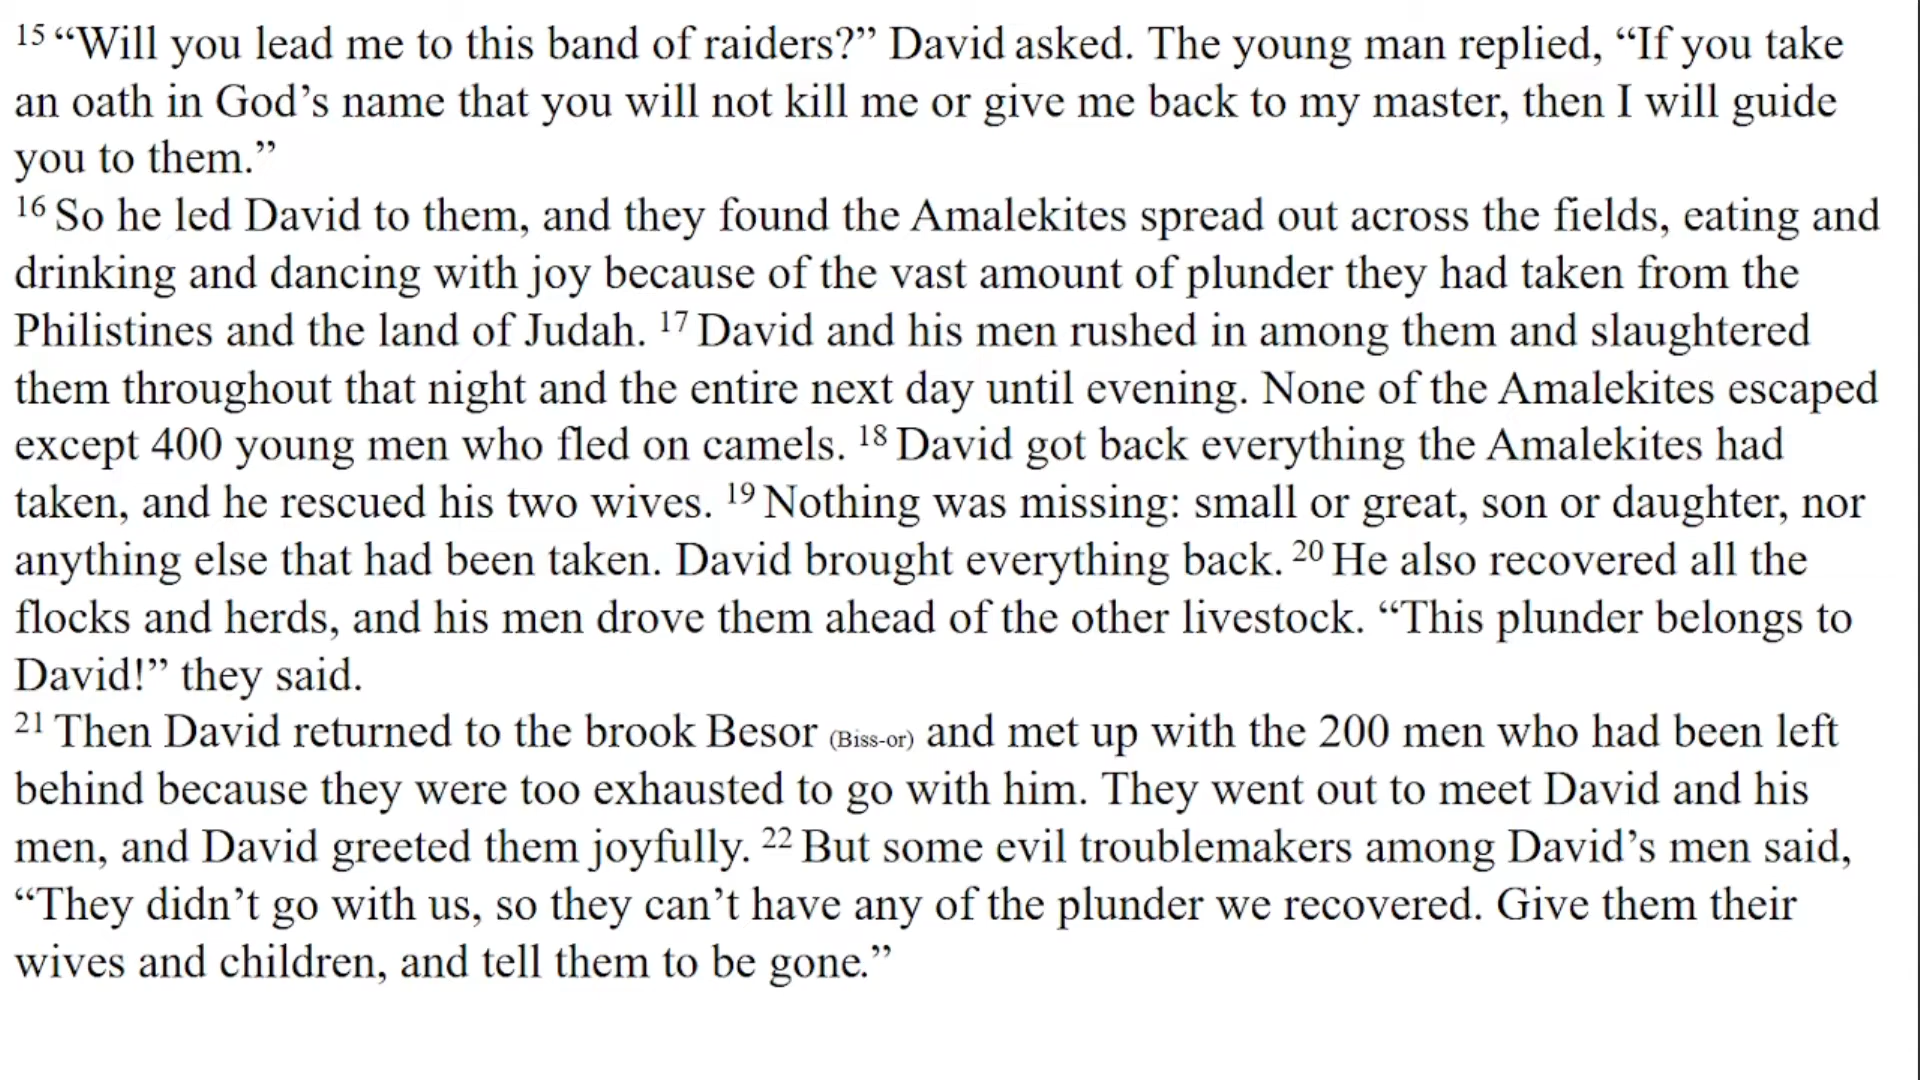 15 “Will you lead me to this band of raiders?” David asked. The young man replied, “If you take
an oath in God’s name that you will not kill me or give me back to my master, then I will guide
you to them.”
16 So he led David to them, and they found the Amalekites spread out across the fields, eating and
drinking and dancing with joy because of the vast amount of plunder they had taken from the
Philistines and the land of Judah. 17 David and his men rushed in among them and slaughtered
them throughout that night and the entire next day until evening. None of the Amalekites escaped
except 400 young men who fled on camels. 18 David got back everything the Amalekites had
taken, and he rescued his two wives. 19 Nothing was missing: small or great, son or daughter, nor
anything else that had been taken. David brought everything back. 20 He also recovered all the
flocks and herds, and his men drove them ahead of the other livestock. “This plunder belongs to
David!” they said.
21 Then David returned to the brook Besor (Biss-or) and met up with the 200 men who had been left
behind because they were too exhausted to go with him. They went out to meet David and his
men, and David greeted them joyfully. 22 But some evil troublemakers among David’s men said,
“They didn’t go with us, so they can’t have any of the plunder we recovered. Give them their
wives and children, and tell them to be gone.”